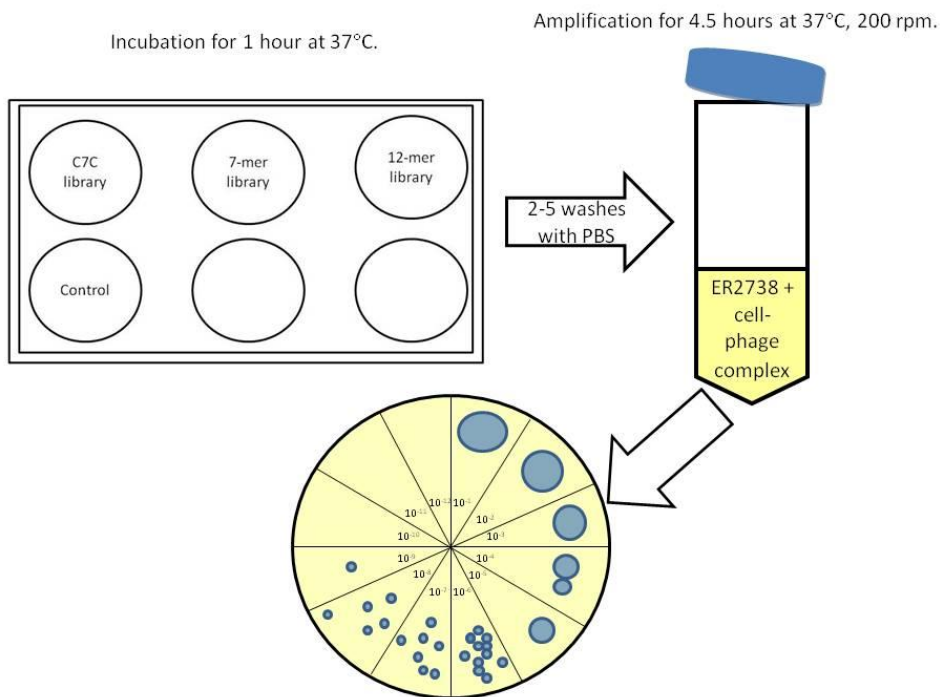 Incubation for 1 hour at 37°C.
Amplification for 4.5 hours at 37°C, 200 rpm.
C7C
library
7-mer
library
12-mer
library
Control
2-5 washes
with PBS
ER2738 +
cell-
phage
complex
10⁻¹² 10⁻¹
10⁻¹¹ 10⁻²
10⁻¹⁰ 10⁻³
10⁻⁹ 10⁻⁴
10⁻⁸ 10⁻⁵
10⁻⁷ 10⁻⁶